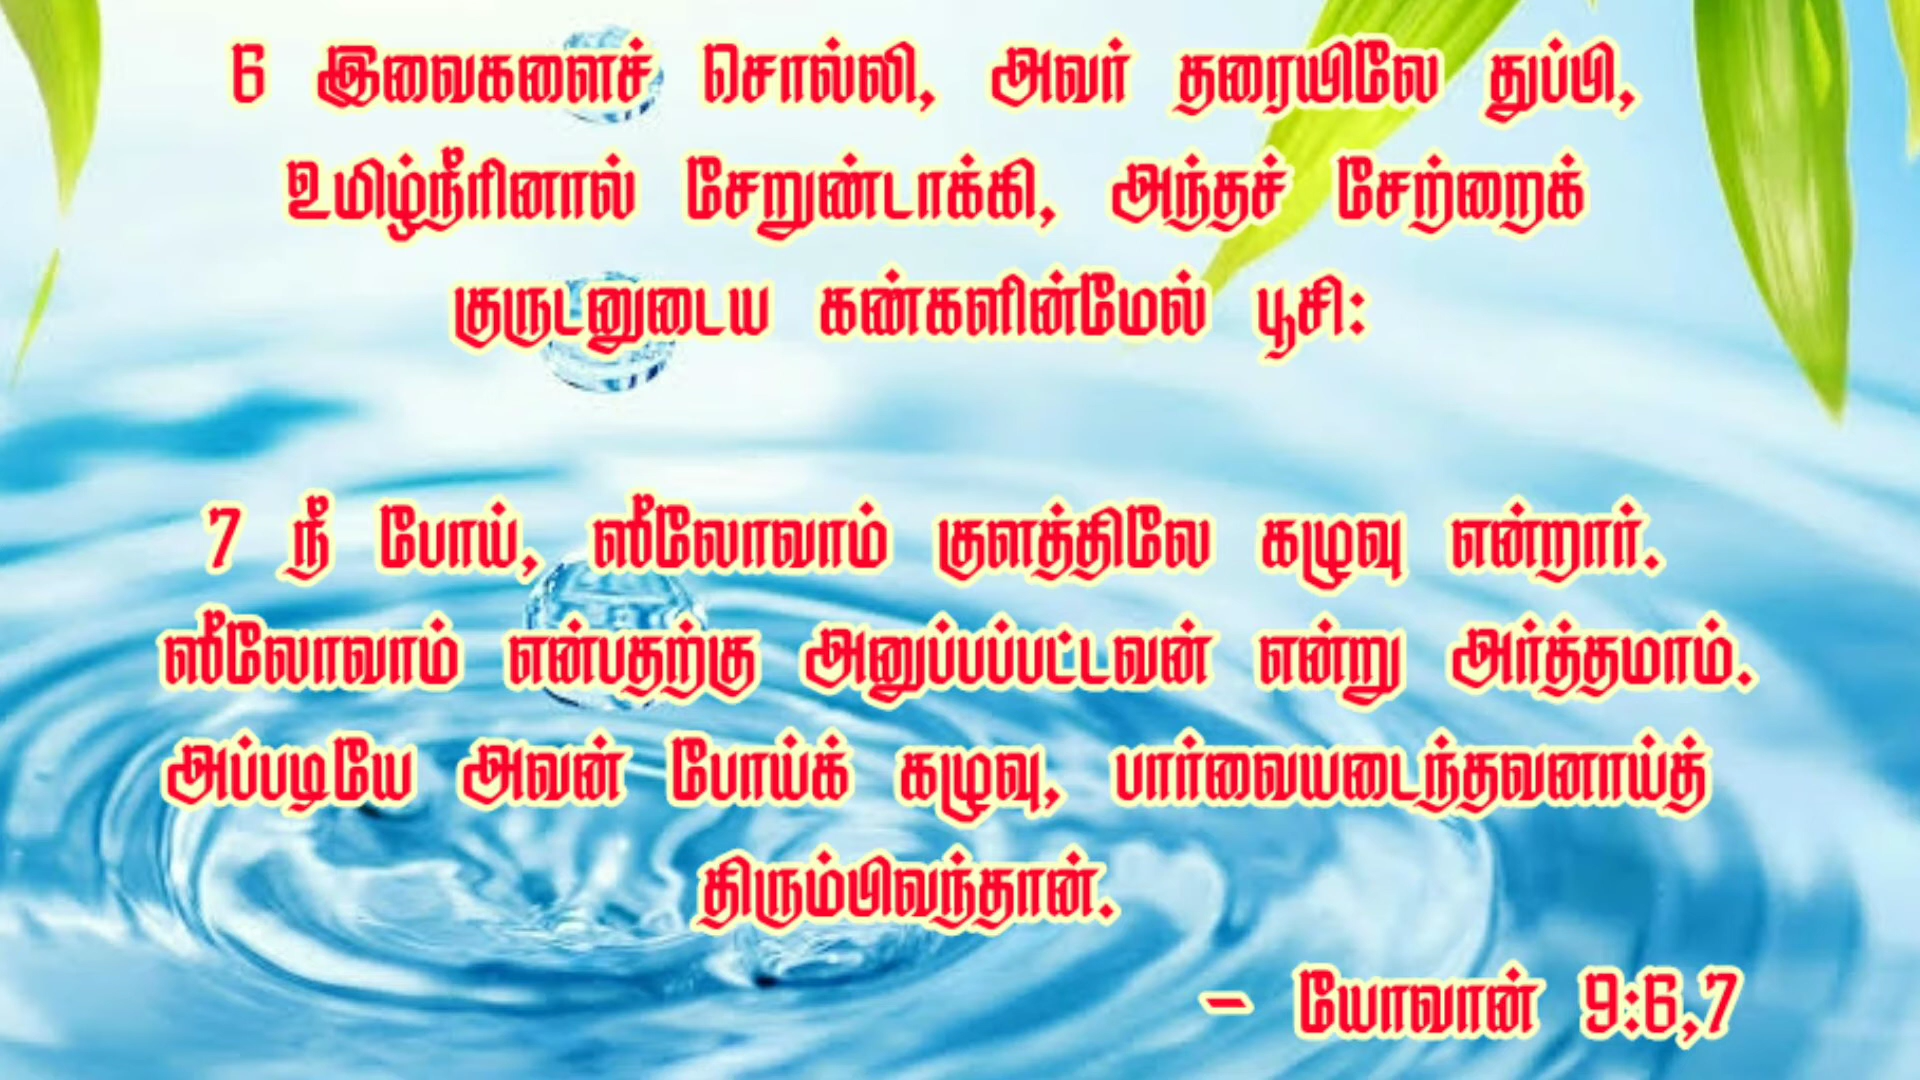 6 இவைகளைச் சொல்லி, அவர் தரையிலே துப்பி,
உமிழ்நீரினால் சேறுண்டாக்கி, அந்தச் சேற்றைக்
குருடனுடைய கண்களின்மேல் பூசி:
7 நீ போய், ஸீலோவாம் குளத்திலே கழுவு என்றார்.
ஸீலோவாம் என்பதற்கு அனுப்பப்பட்டவன் என்று அர்த்தமாம்.
அப்படியே அவன் போய்க் கழுவு, பார்வையடைந்தவனாய்த்
திரும்பிவந்தான்.
- யோவான் 9:6,7